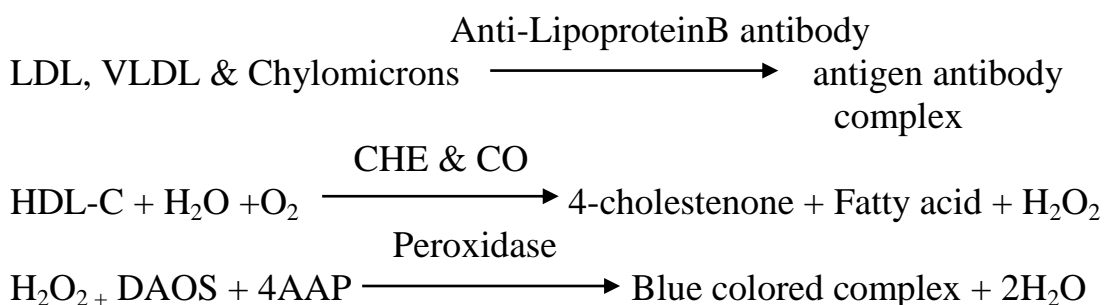 Anti-LipoproteinB antibody
LDL, VLDL & Chylomicrons antigen antibody
complex
CHE & CO
HDL-C + H₂O +O₂ 4-cholestenone + Fatty acid + H₂O₂
Peroxidase
H₂O₂ + DAOS + 4AAP Blue colored complex + 2H₂O